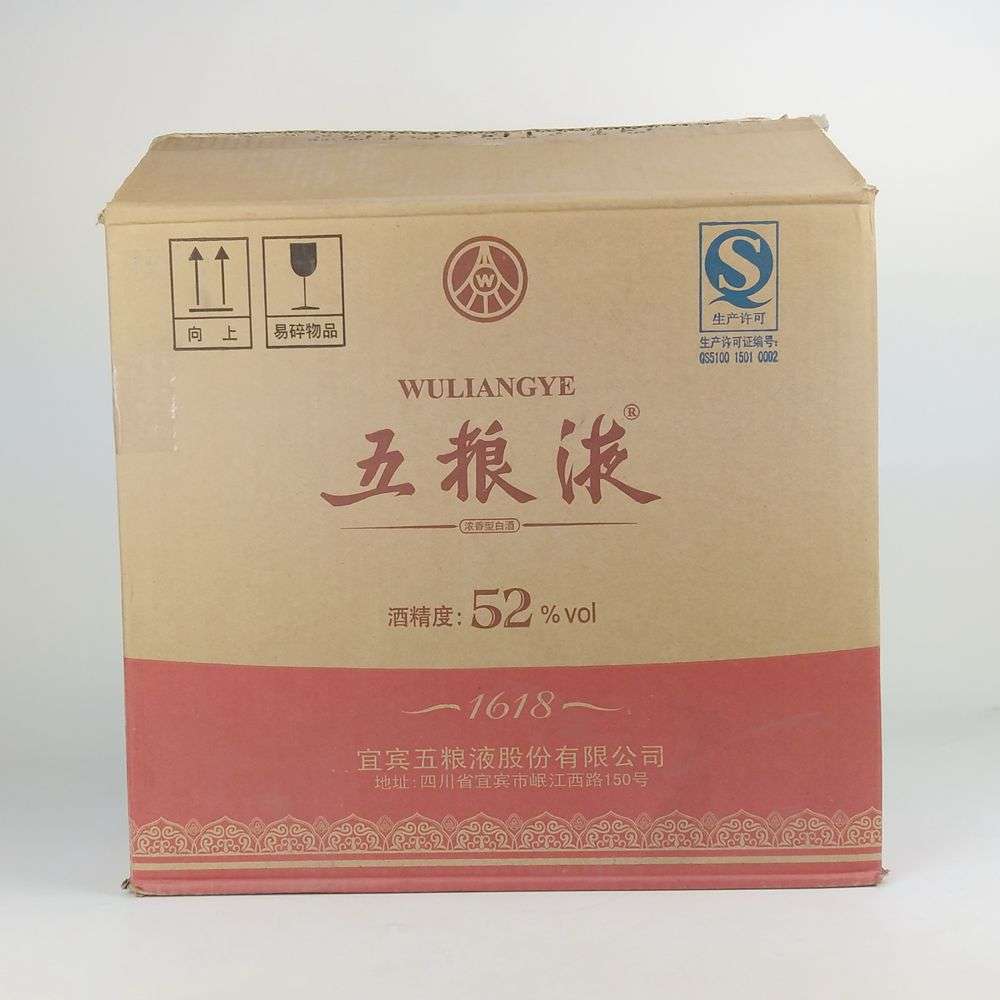 向 上
易碎物品
W
S
生产许可
生产许可证编号:
QS5100 1501 0002
WULIANGYE
五粮液®
浓香型白酒
酒精度: 52 %vol
1618
宜宾五粮液股份有限公司
地址:四川省宜宾市岷江西路150号